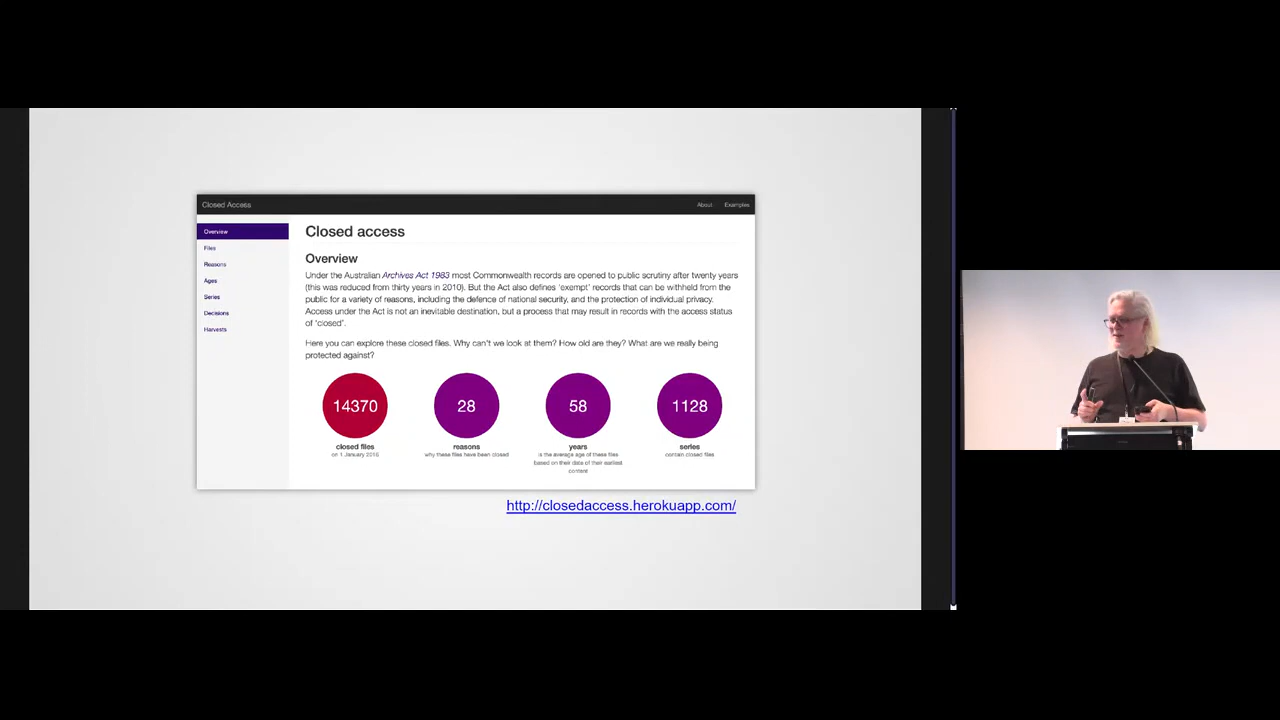 Closed Access
About
Examples
Overview
Files
Reasons
Ages
Series
Decisions
Harvests
Closed access
Overview
Under the Australian Archives Act 1983 most Commonwealth records are opened to public scrutiny after twenty years
(this was reduced from thirty years in 2010). But the Act also defines 'exempt' records that can be withheld from the
public for a variety of reasons, including the defence of national security, and the protection of individual privacy.
Access under the Act is not an inevitable destination, but a process that may result in records with the access status
of 'closed'.
Here you can explore these closed files. Why can't we look at them? How old are they? What are we really being
protected against?
14370
closed files
on 1 January 2016
28
reasons
why these files have been closed
58
years
is the average age of these files
based on their date of their earliest
content
1128
series
contain closed files
http://closedaccess.herokuapp.com/